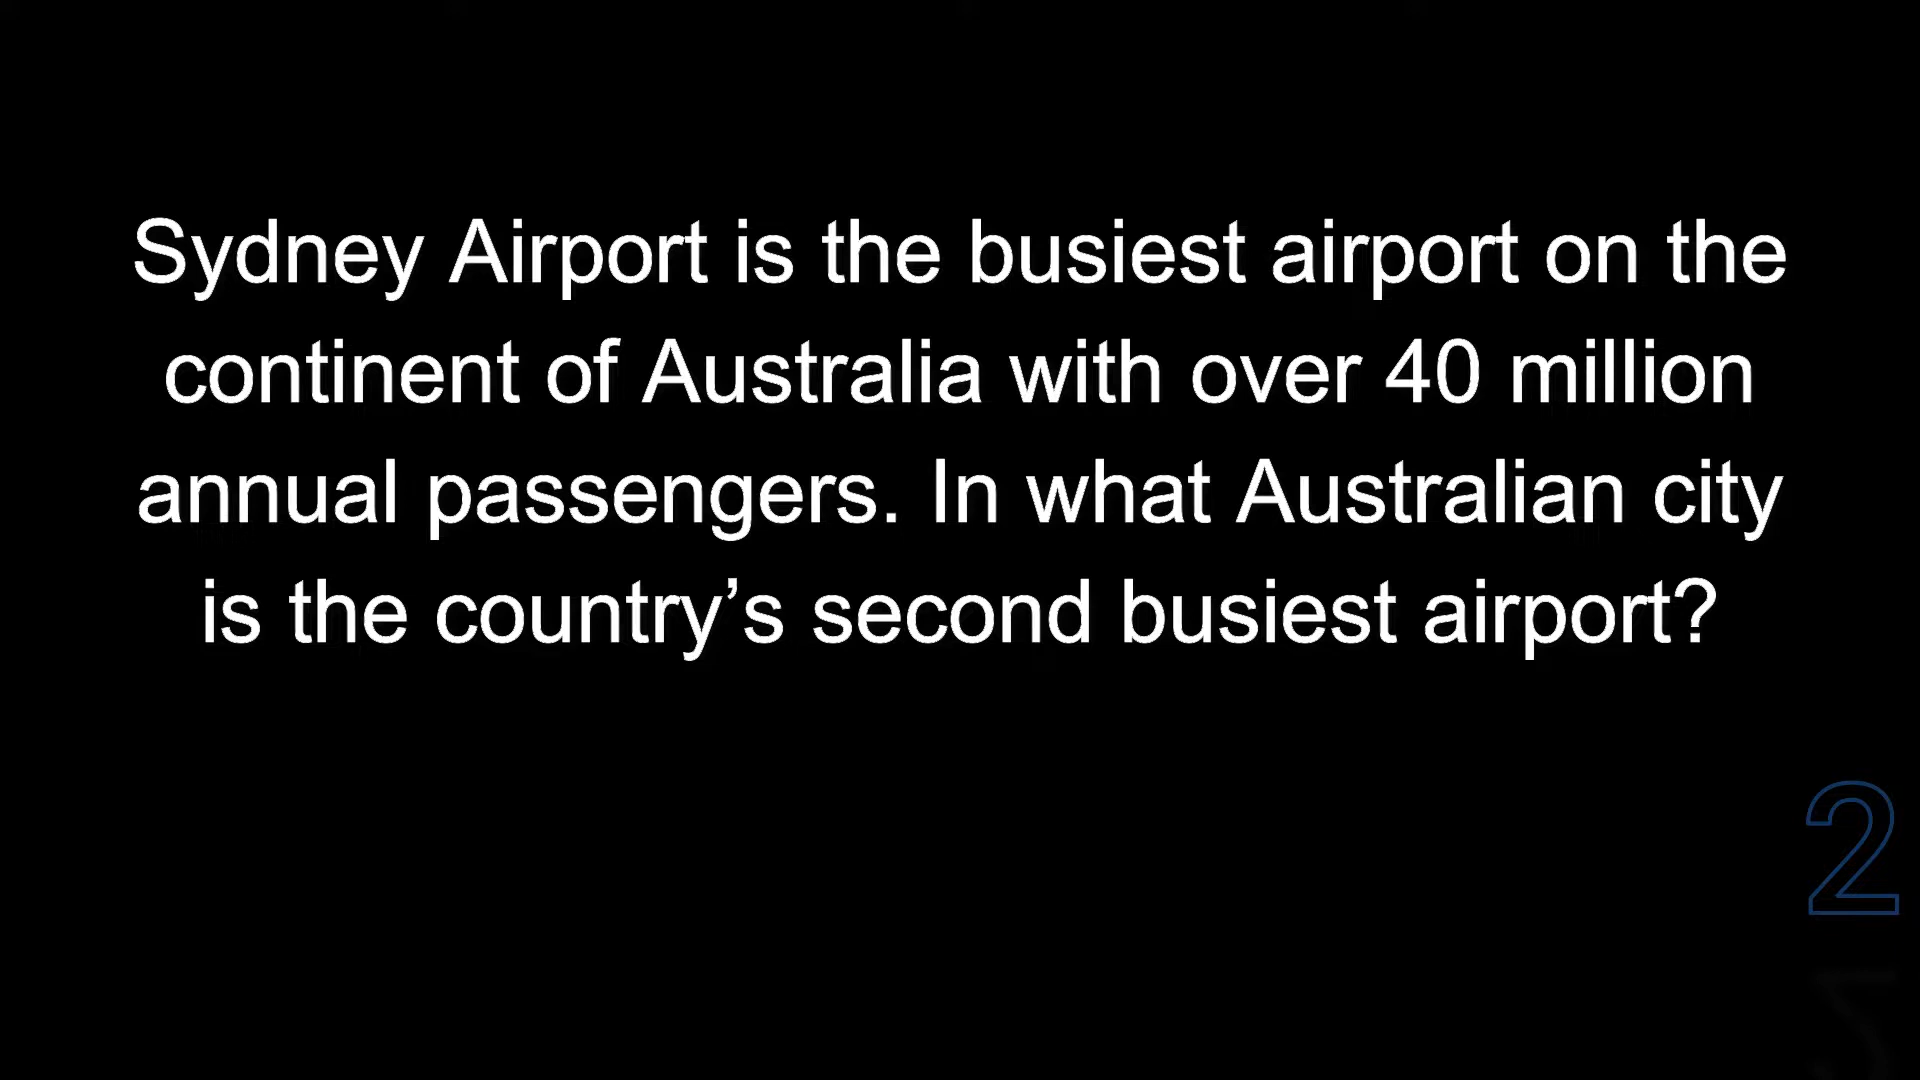 Sydney Airport is the busiest airport on the
continent of Australia with over 40 million
annual passengers. In what Australian city
is the country’s second busiest airport?
2